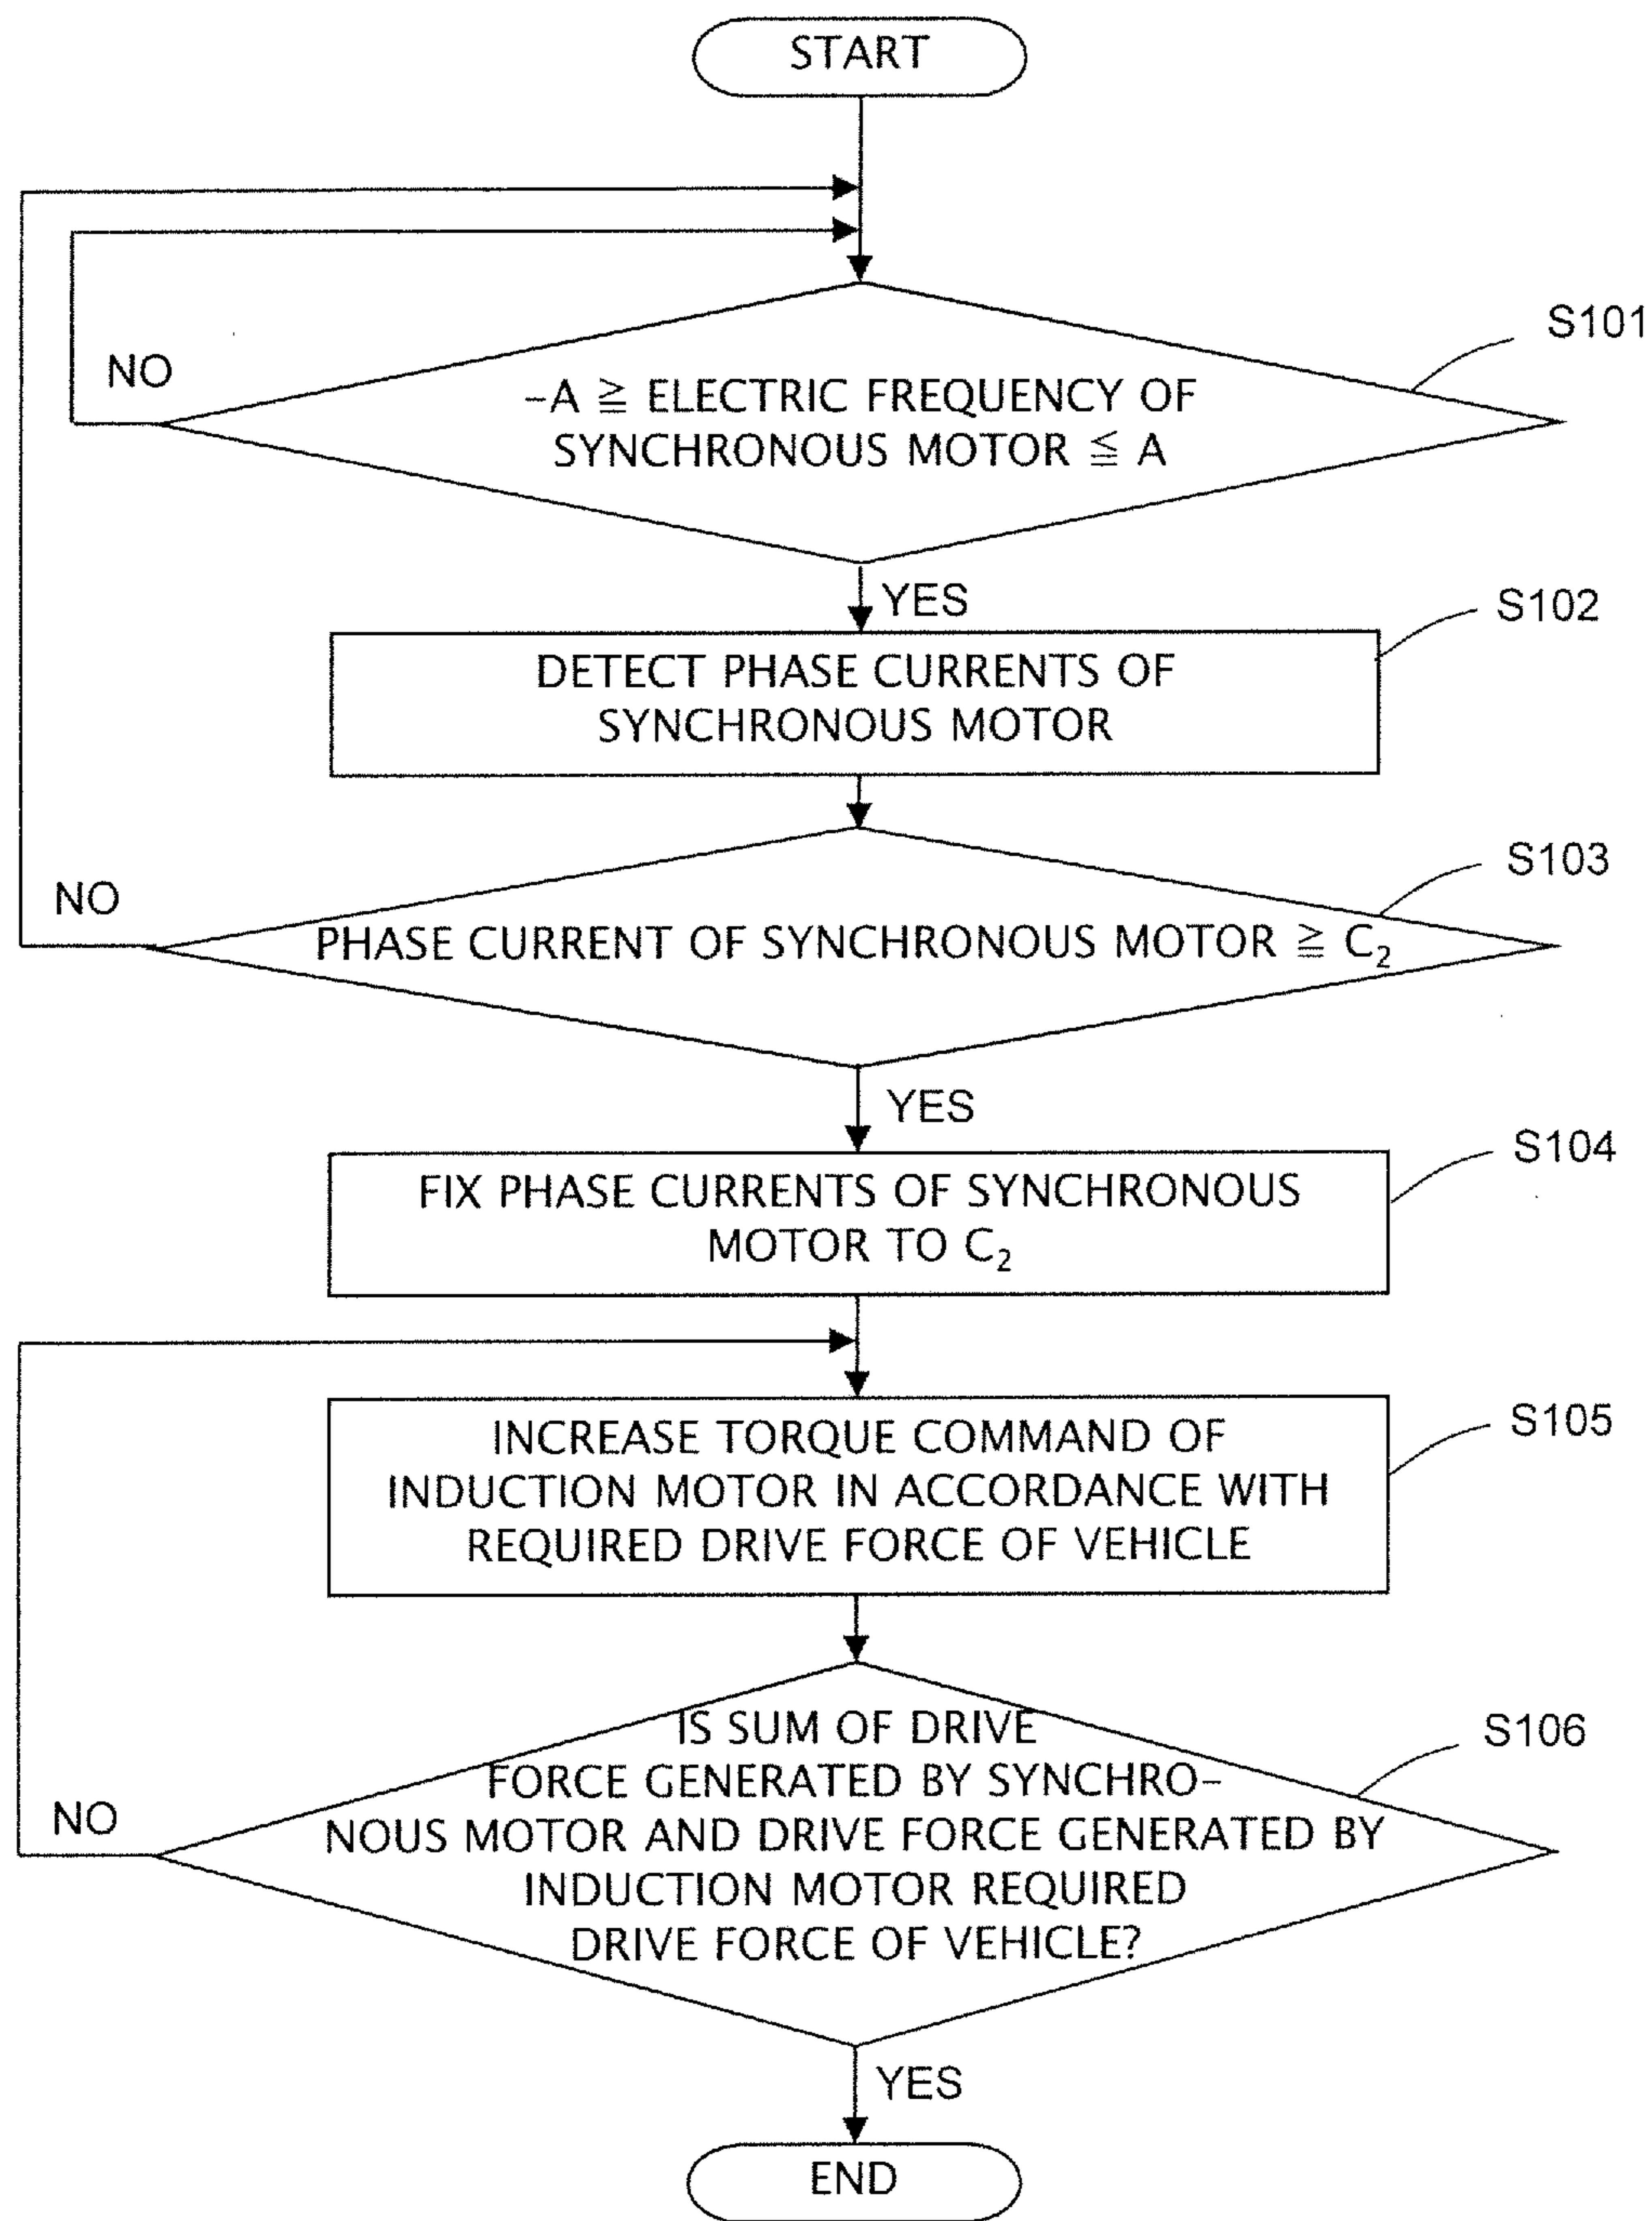 START
S101
NO
-A ≧ ELECTRIC FREQUENCY OF
SYNCHRONOUS MOTOR ≦ A
YES
S102
DETECT PHASE CURRENTS OF
SYNCHRONOUS MOTOR
S103
NO
PHASE CURRENT OF SYNCHRONOUS MOTOR ≧ C₂
YES
S104
FIX PHASE CURRENTS OF SYNCHRONOUS
MOTOR TO C₂
S105
INCREASE TORQUE COMMAND OF
INDUCTION MOTOR IN ACCORDANCE WITH
REQUIRED DRIVE FORCE OF VEHICLE
S106
NO
IS SUM OF DRIVE
FORCE GENERATED BY SYNCHRO-
NOUS MOTOR AND DRIVE FORCE GENERATED BY
INDUCTION MOTOR REQUIRED
DRIVE FORCE OF VEHICLE?
YES
END